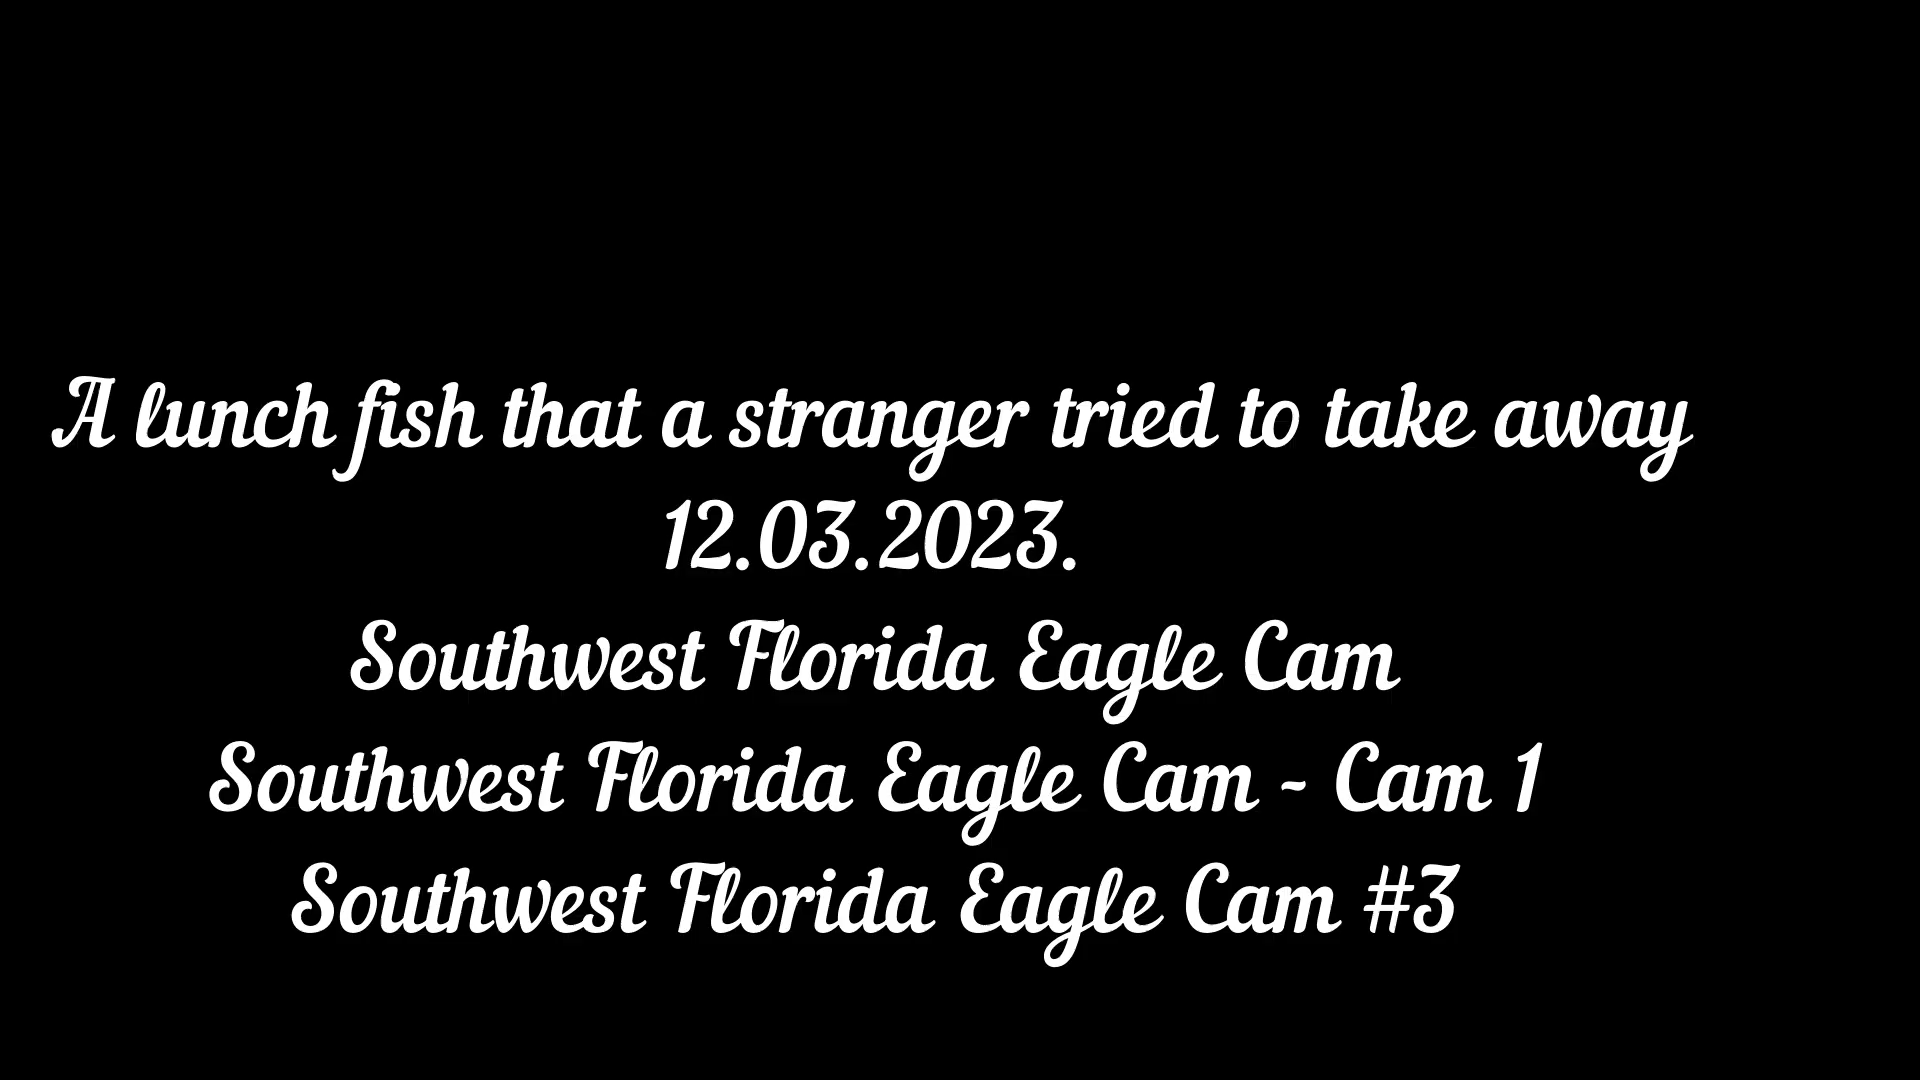 A lunch fish that a stranger tried to take away
12.03.2023.
Southwest Florida Eagle Cam
Southwest Florida Eagle Cam - Cam 1
Southwest Florida Eagle Cam #3